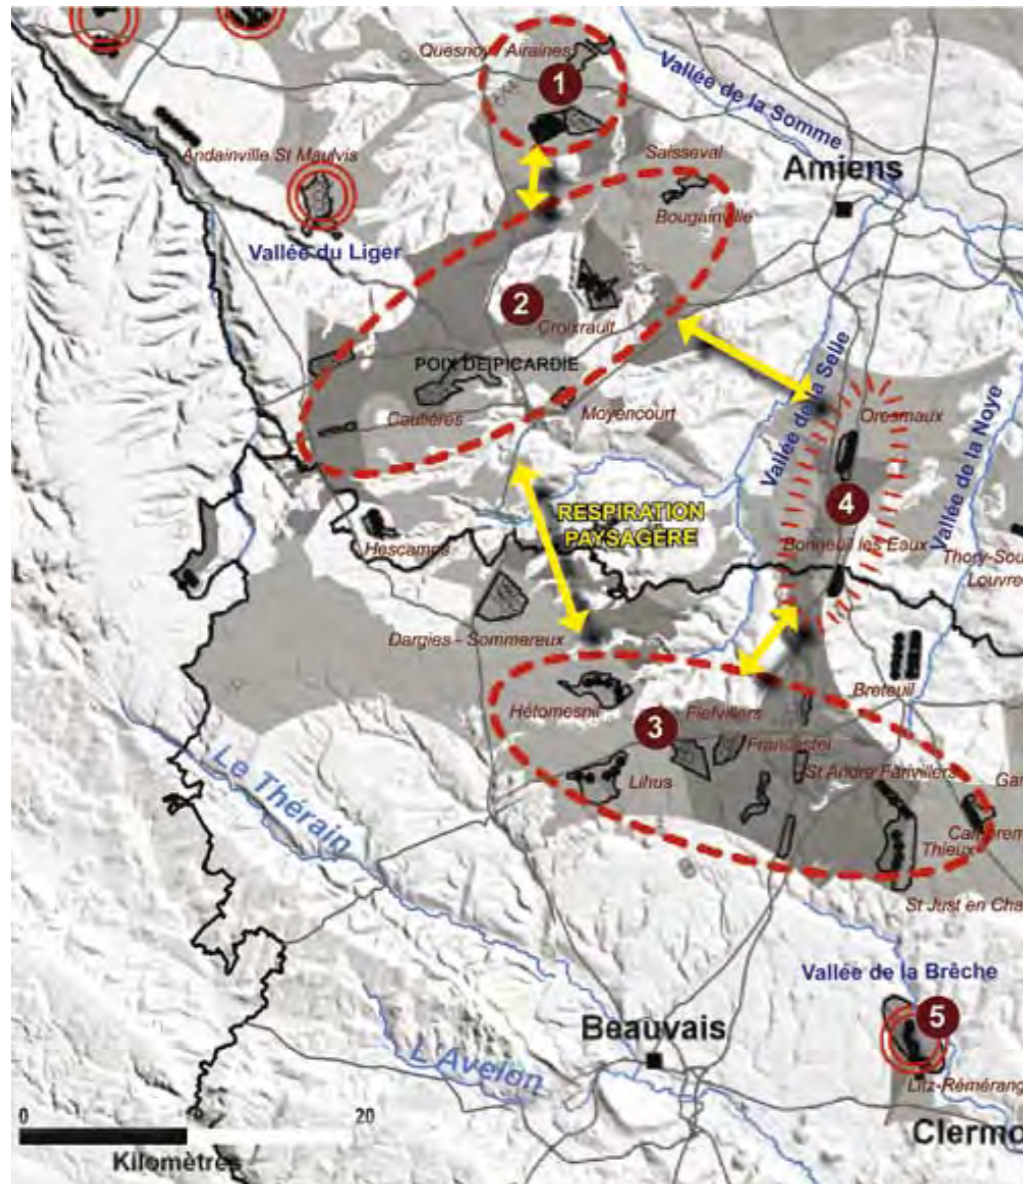 Quesnoy Airaines
1
Vallée de la Somme
Andainville St Maulvis
Saisseval
Amiens
Bougainville
Vallée du Liger
2
Croixrault
POIX DE PICARDIE
Caulières
Moyencourt
Vallée de la Selle
Oresmaux
4
Vallée de la Noye
RESPIRATION
PAYSAGÈRE
Hescamps
Bonneuil les Eaux
Thory-Sou
Louvre
Dargies - Sommereux
Breteuil
Hétomesnil
3
Fiefvillers
Francastel
Lihus
St André Farivillers
Thieux
St Just en Cha
Le Thérain
Vallée de la Brêche
5
Beauvais
L'Avelon
Litz-Rémérang
Clermo
0
20
Kilomètres